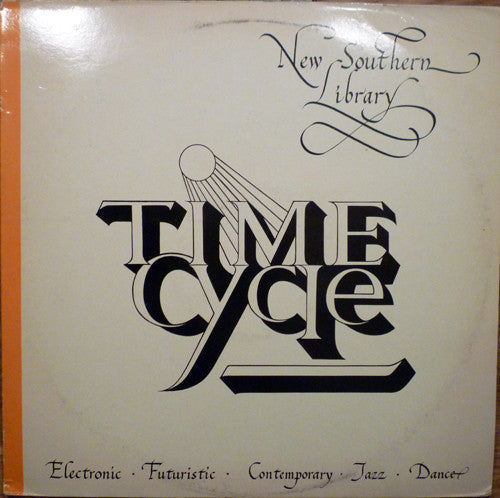 New Southern
Library
TIME
Cycle
Electronic · Futuristic · Contemporary · Jazz · Dance